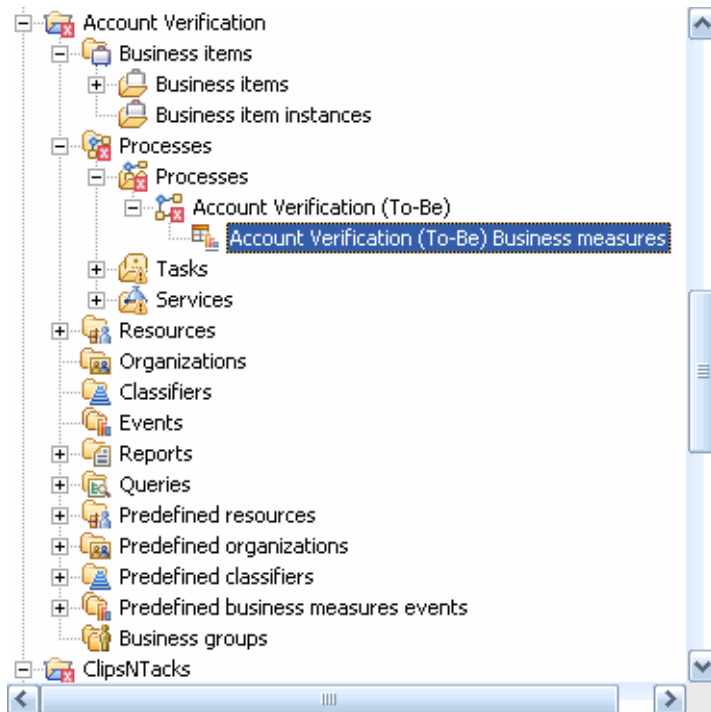 Account Verification
Business items
Business items
Business item instances
Processes
Processes
Account Verification (To-Be)
Account Verification (To-Be) Business measures
Tasks
Services
Resources
Organizations
Classifiers
Events
Reports
Queries
Predefined resources
Predefined organizations
Predefined classifiers
Predefined business measures events
Business groups
ClipsNTacks